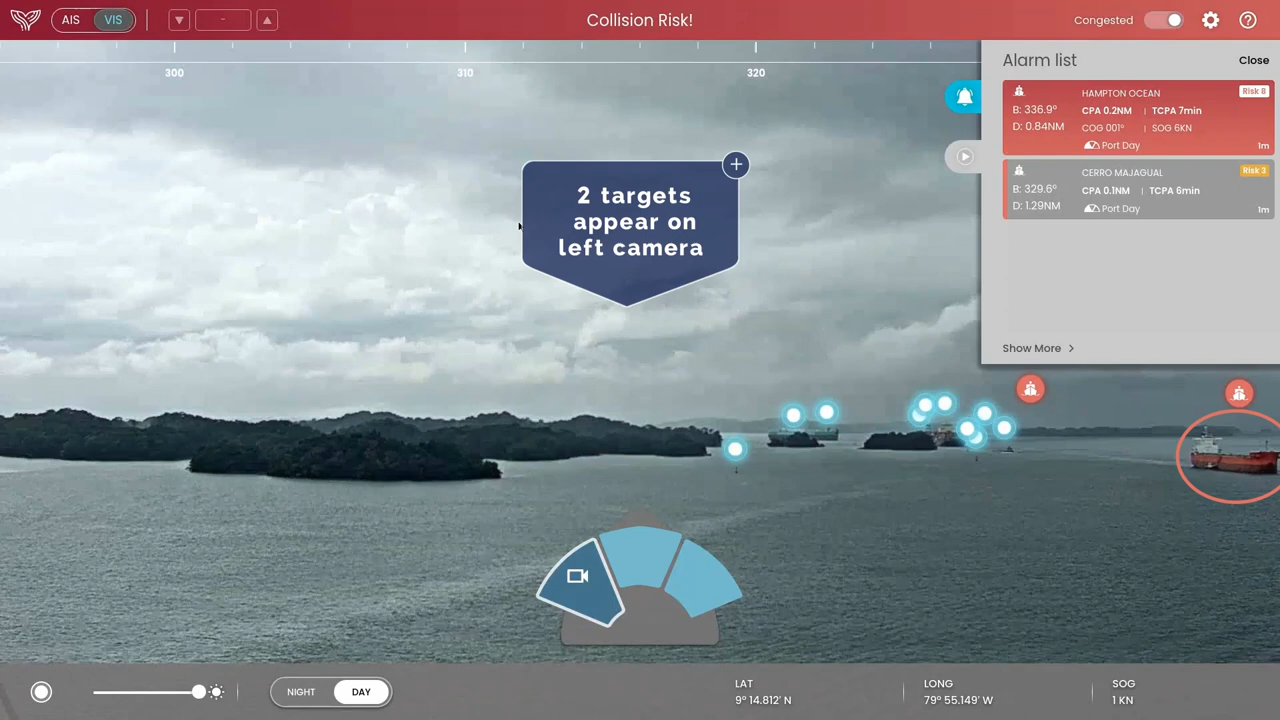 AIS VIS
-
Collision Risk!
Congested
300 310 320
Alarm list Close
HAMPTON OCEAN Risk 8
B: 336.9° CPA 0.2NM TCPA 7min
D: 0.84NM COG 001° SOG 6KN
Port Day 1m
CERRO MAJAGUAL Risk 3
B: 329.6° CPA 0.1NM TCPA 6min
D: 1.29NM
Port Day 1m
Show More
2 targets
appear on
left camera
NIGHT DAY
LAT LONG SOG
9° 14.812' N 79° 55.149' W 1 KN